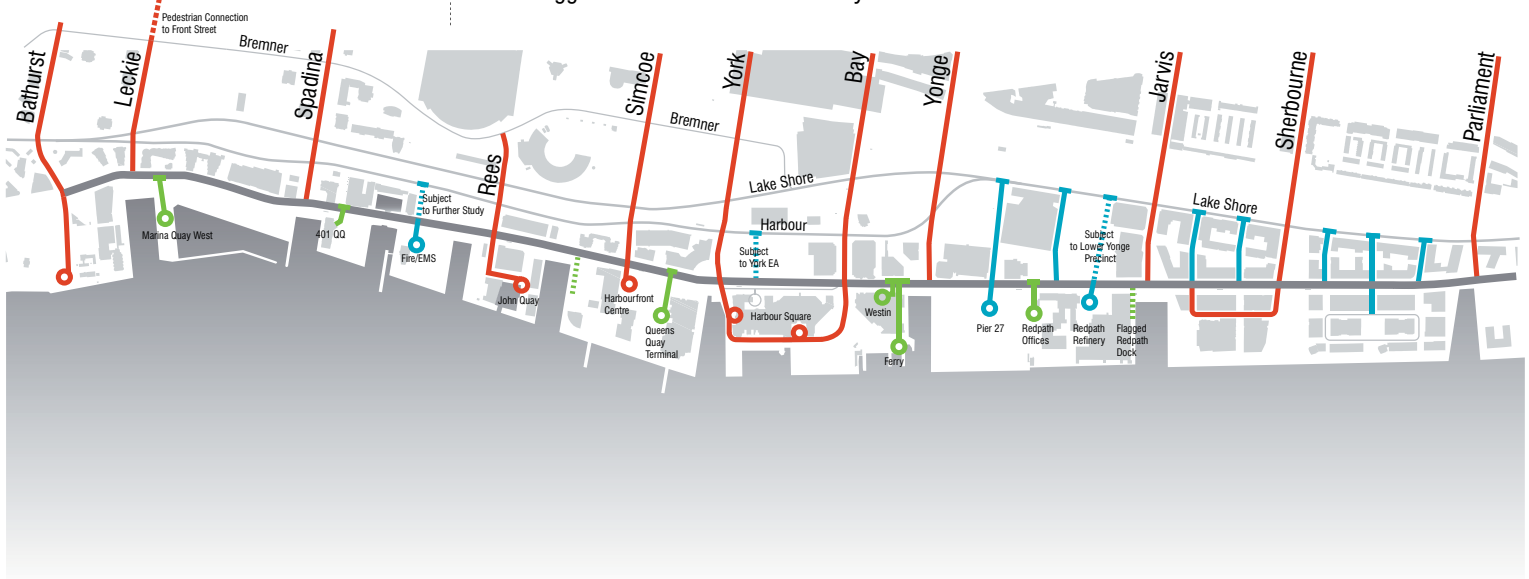 Pedestrian Connection
to Front Street
Bremner
Bathurst
Leckie
Spadina
Simcoe
York
Bay
Yonge
Jarvis
Sherbourne
Parliament
Bremner
Rees
Lake Shore
Lake Shore
Harbour
Subject
to Further Study
Marina Quay West
401 QQ
Fire/EMS
Subject
to York EA
Subject
to Lower Yonge
Precinct
John Quay
Harbourfront
Centre
Queens
Quay
Terminal
Harbour Square
Westin
Ferry
Pier 27
Redpath
Offices
Redpath
Refinery
Flagged
Redpath
Dock